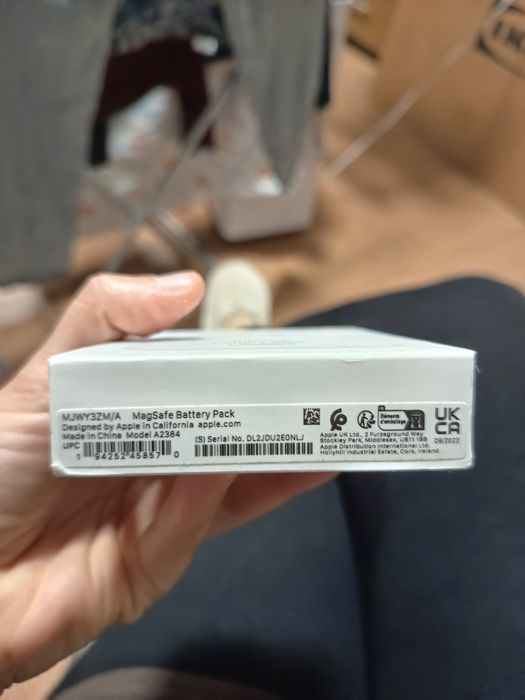 MJWY3ZM/A MagSafe Battery Pack
Designed by Apple in California apple.com
Made in China Model A2384
UPC
1 94252 45857 0
(S) Serial No. DL2JDU2E0NLJ
Éléments d'emballage
Apple UK Ltd., 2 Furzeground Way
Stockley Park, Middlesex, UB11 1BB
Apple Distribution International Ltd.
Hollyhill Industrial Estate, Cork, Ireland.
UK
CA
09/2022